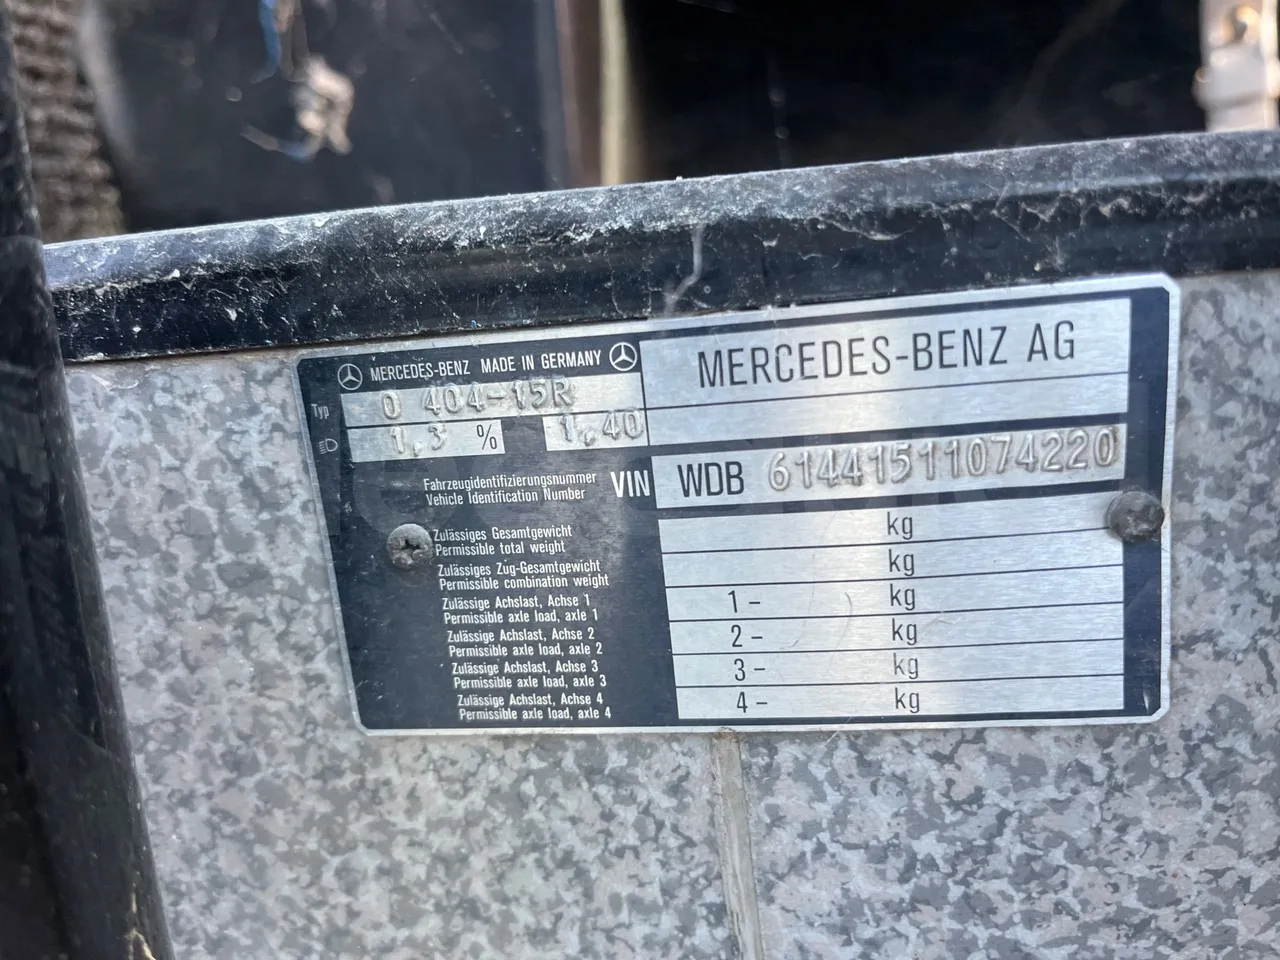 MERCEDES-BENZ MADE IN GERMANY
MERCEDES-BENZ AG
Typ O 404-15R
1,3 % 1,40
Fahrzeugidentifizierungsnummer
Vehicle Identification Number
VIN WDB 61441511074220
Zulässiges Gesamtgewicht
Permissible total weight
kg
Zulässiges Zug-Gesamtgewicht
Permissible combination weight
kg
Zulässige Achslast, Achse 1
Permissible axle load, axle 1
1 - kg
Zulässige Achslast, Achse 2
Permissible axle load, axle 2
2 - kg
Zulässige Achslast, Achse 3
Permissible axle load, axle 3
3 - kg
Zulässige Achslast, Achse 4
Permissible axle load, axle 4
4 - kg